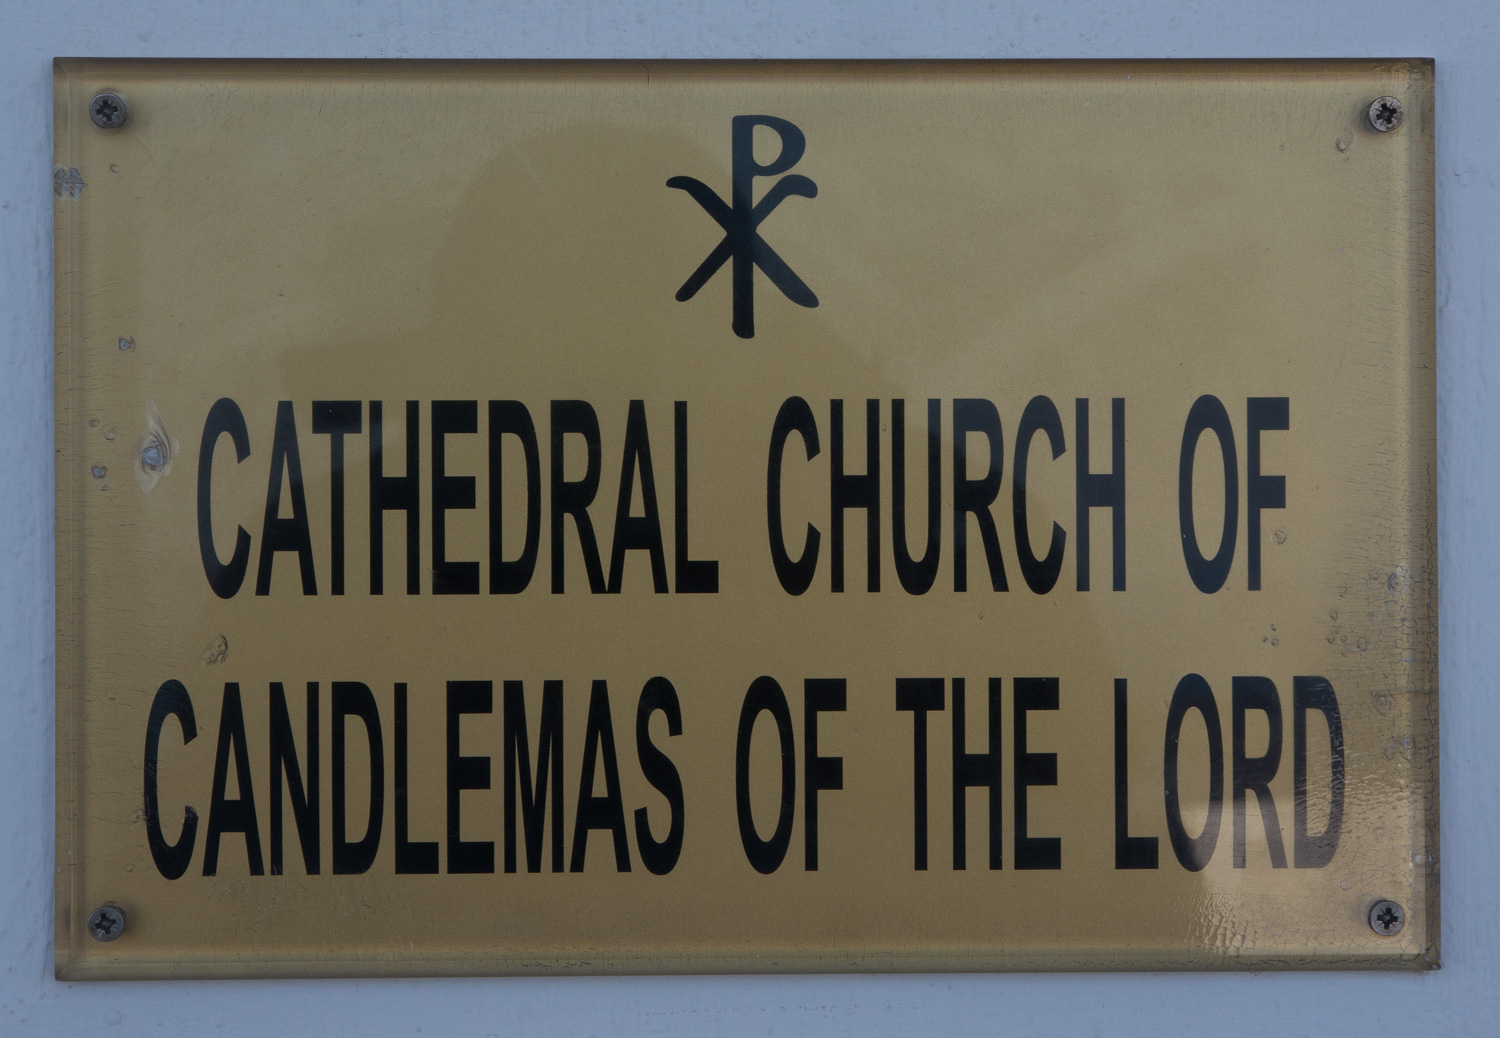 CATHEDRAL CHURCH OF
CANDLEMAS OF THE LORD